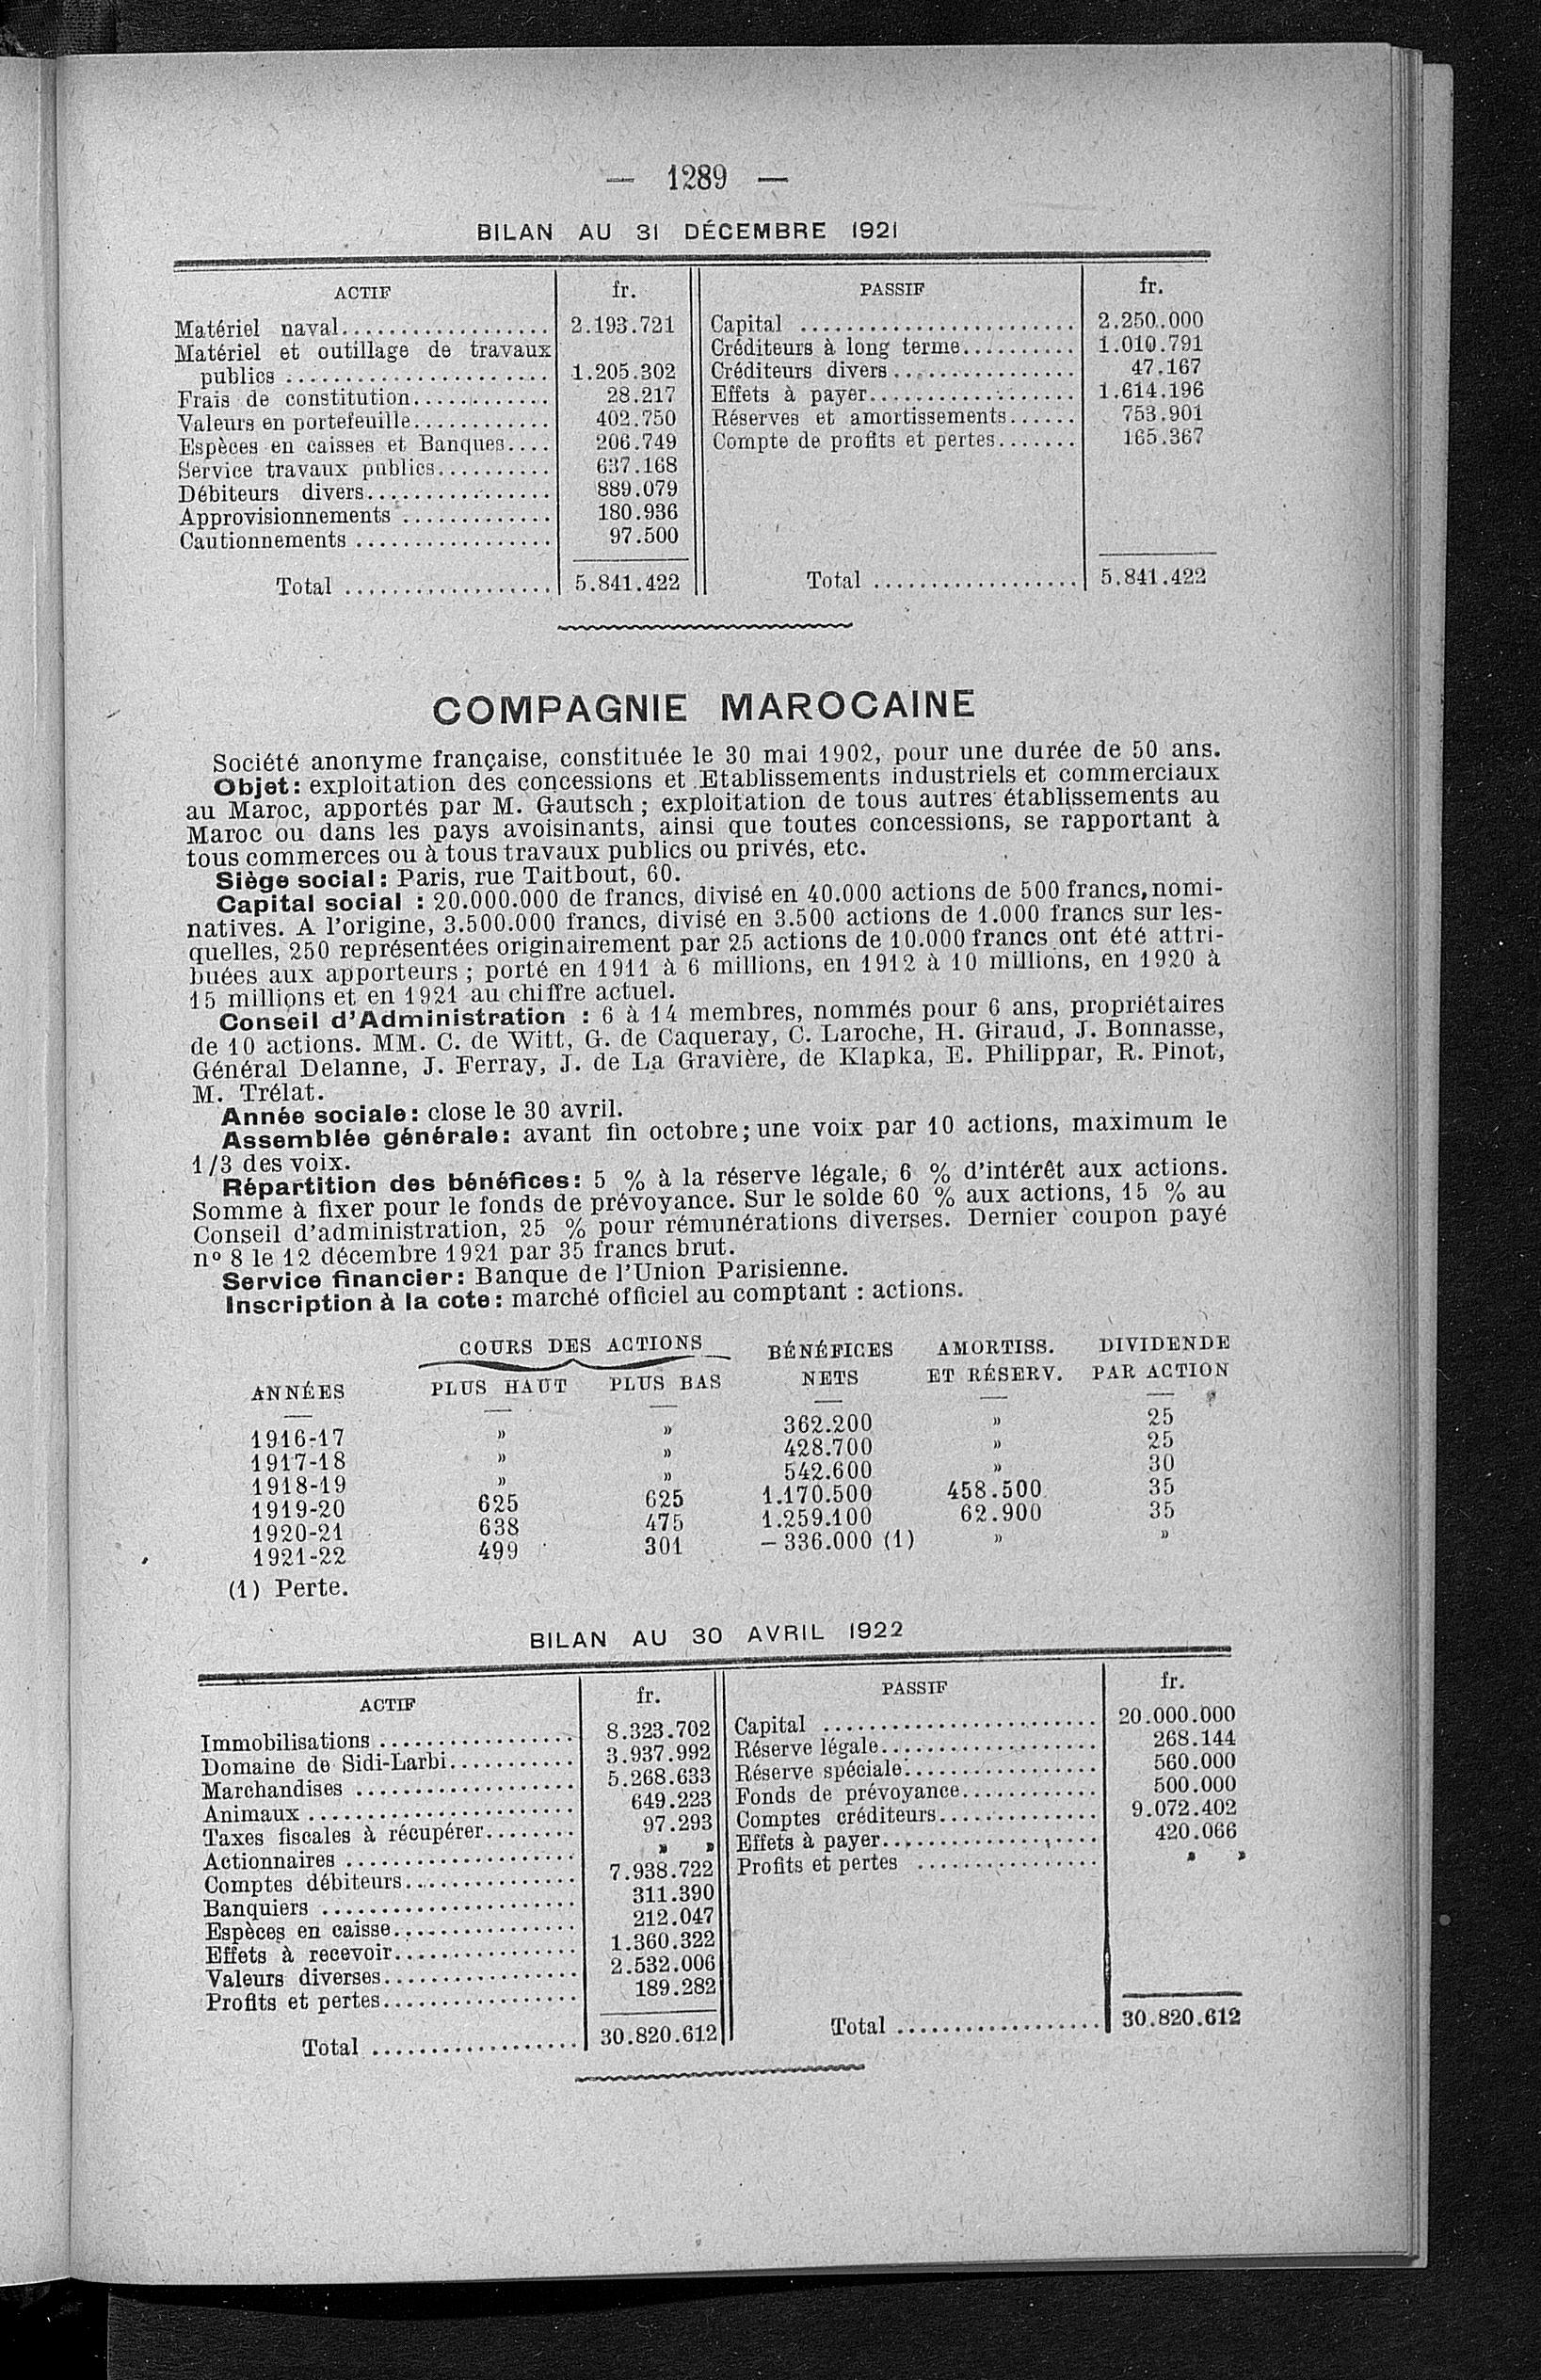 — 1289 —
BILAN AU 31 DÉCEMBRE 1921
ACTIF fr. PASSIF fr.
Matériel naval.................. 2.193.721 Capital ........................ 2.250.000
Matériel et outillage de travaux Créditeurs à long terme.......... 1.010.791
publics ....................... 1.205.302 Créditeurs divers ................ 47.167
Frais de constitution............ 28.217 Effets à payer.................. 1.614.196
Valeurs en portefeuille............ 402.750 Réserves et amortissements...... 753.901
Espèces en caisses et Banques.... 206.749 Compte de profits et pertes....... 165.367
Service travaux publics.......... 637.168
Débiteurs divers................ 889.079
Approvisionnements ............. 180.936
Cautionnements ................. 97.500
Total .................. 5.841.422 Total .................. 5.841.422
COMPAGNIE MAROCAINE
Société anonyme française, constituée le 30 mai 1902, pour une durée de 50 ans.
Objet: exploitation des concessions et Etablissements industriels et commerciaux
au Maroc, apportés par M. Gautsch ; exploitation de tous autres établissements au
Maroc ou dans les pays avoisinants, ainsi que toutes concessions, se rapportant à
tous commerces ou à tous travaux publics ou privés, etc.
Siège social: Paris, rue Taitbout, 60.
Capital social : 20.000.000 de francs, divisé en 40.000 actions de 500 francs, nomi-
natives. A l'origine, 3.500.000 francs, divisé en 3.500 actions de 1.000 francs sur les-
quelles, 250 représentées originairement par 25 actions de 10.000 francs ont été attri-
buées aux apporteurs ; porté en 1911 à 6 millions, en 1912 à 10 millions, en 1920 à
15 millions et en 1921 au chiffre actuel.
Conseil d'Administration : 6 à 14 membres, nommés pour 6 ans, propriétaires
de 10 actions. MM. C. de Witt, G. de Caqueray, C. Laroche, H. Giraud, J. Bonnasse,
Général Delanne, J. Ferray, J. de La Gravière, de Klapka, E. Philippar, R. Pinot,
M. Trélat.
Année sociale: close le 30 avril.
Assemblée générale: avant fin octobre; une voix par 10 actions, maximum le
1/3 des voix.
Répartition des bénéfices: 5 % à la réserve légale, 6 % d'intérêt aux actions.
Somme à fixer pour le fonds de prévoyance. Sur le solde 60 % aux actions, 15 % au
Conseil d'administration, 25 % pour rémunérations diverses. Dernier coupon payé
nº 8 le 12 décembre 1921 par 35 francs brut.
Service financier: Banque de l'Union Parisienne.
Inscription à la cote: marché officiel au comptant : actions.
COURS DES ACTIONS BÉNÉFICES AMORTISS. DIVIDENDE
ANNÉES PLUS HAUT PLUS BAS NETS ET RÉSERV. PAR ACTION
1916-17 » » 362.200 » 25
1917-18 » » 428.700 » 25
1918-19 » » 542.600 » 30
1919-20 625 625 1.170.500 458.500 35
1920-21 638 475 1.259.100 62.900 35
1921-22 499 301 — 336.000 (1) » »
(1) Perte.
BILAN AU 30 AVRIL 1922
ACTIF fr. PASSIF fr.
Immobilisations ................. 8.323.702 Capital ........................ 20.000.000
Domaine de Sidi-Larbi........... 3.937.992 Réserve légale................... 268.144
Marchandises ................... 5.268.633 Réserve spéciale................. 560.000
Animaux ....................... 649.223 Fonds de prévoyance............ 500.000
Taxes fiscales à récupérer........ 97.293 Comptes créditeurs.............. 9.072.402
Actionnaires .................... » » Effets à payer................... 420.066
Comptes débiteurs............... 7.938.722 Profits et pertes ................ » »
Banquiers ...................... 311.390
Espèces en caisse................ 212.047
Effets à recevoir................ 1.360.322
Valeurs diverses................. 2.532.006
Profits et pertes................. 189.282
Total .................. 30.820.612 Total .................. 30.820.612